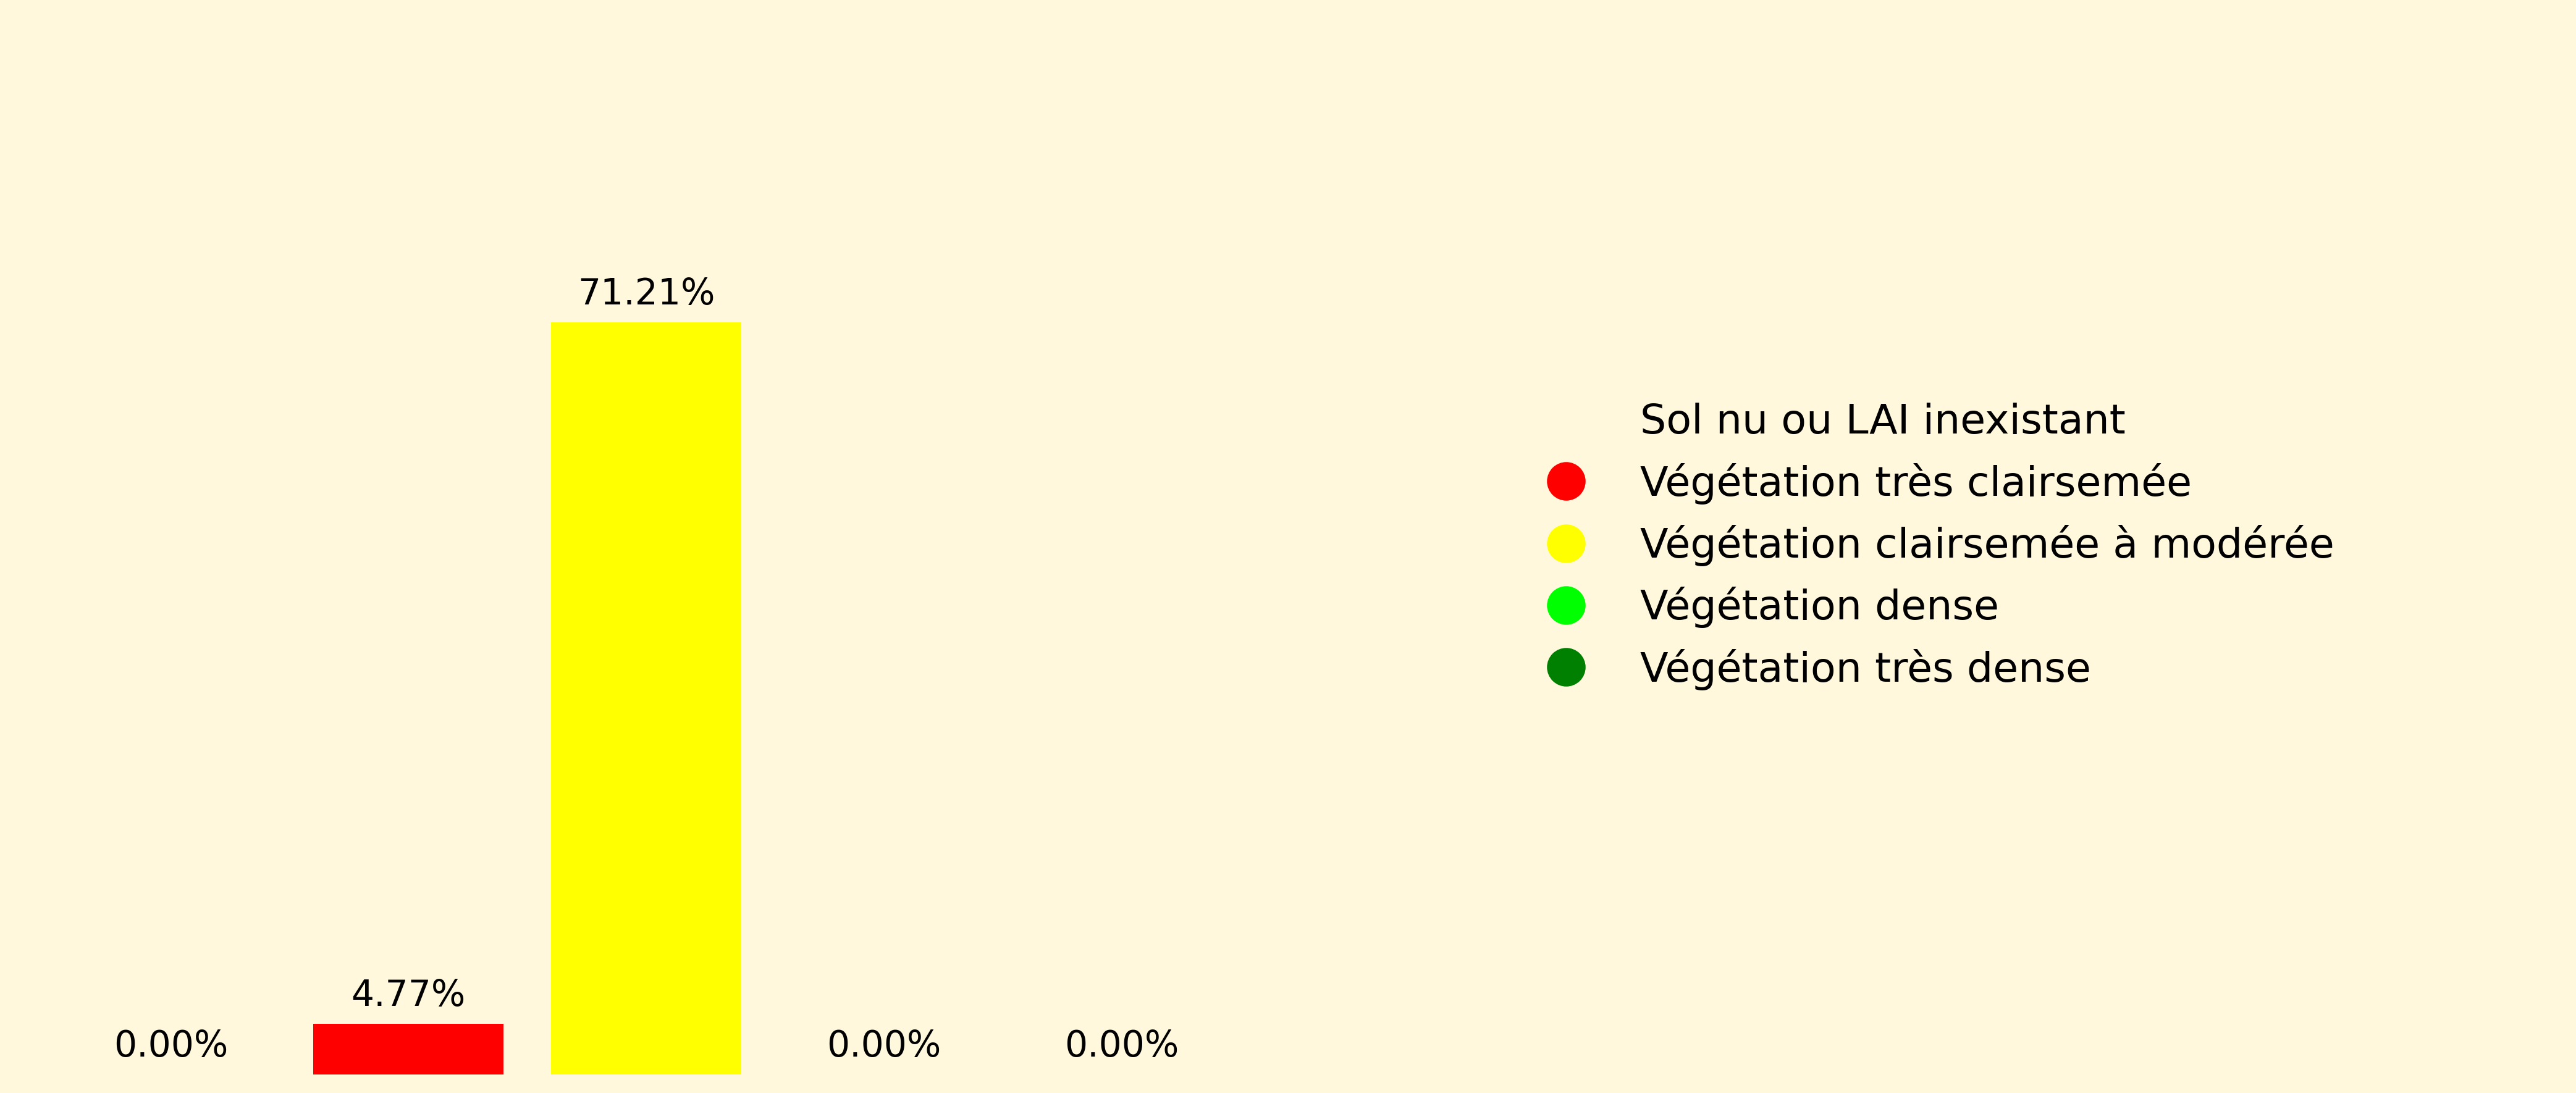 71.21%
4.77%
0.00%
0.00%
0.00%
Sol nu ou LAI inexistant
Végétation très clairsemée
Végétation clairsemée à modérée
Végétation dense
Végétation très dense